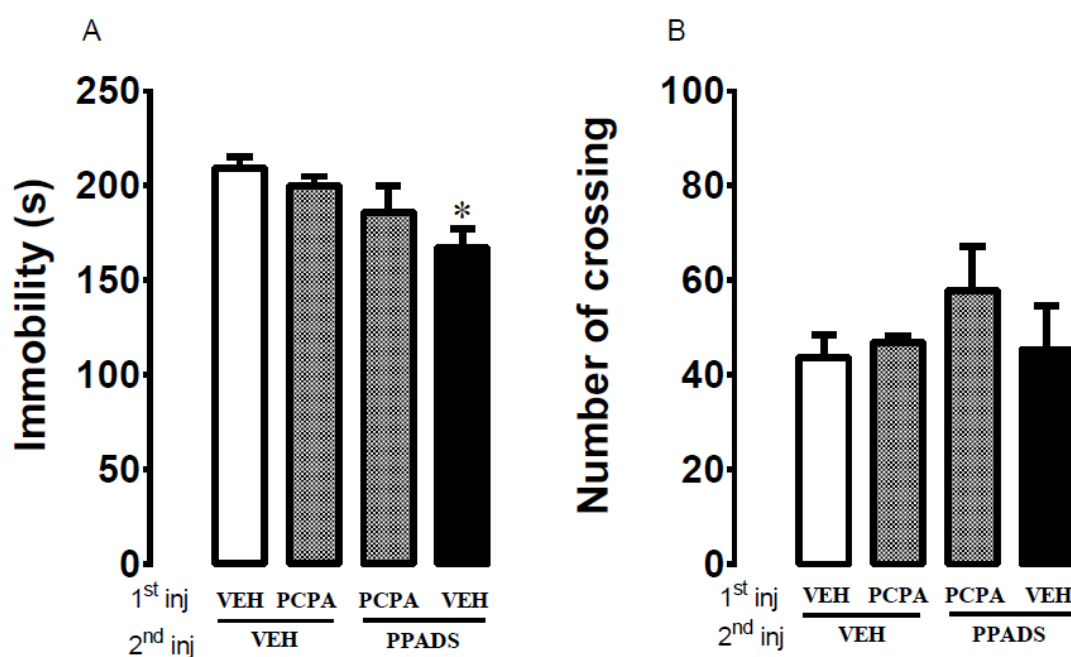 A
Immobility (s)
250
200
150
100
50
0
*
1st inj VEH PCPA PCPA VEH
2nd inj VEH PPADS
B
Number of crossing
100
80
60
40
20
0
1st inj VEH PCPA PCPA VEH
2nd inj VEH PPADS